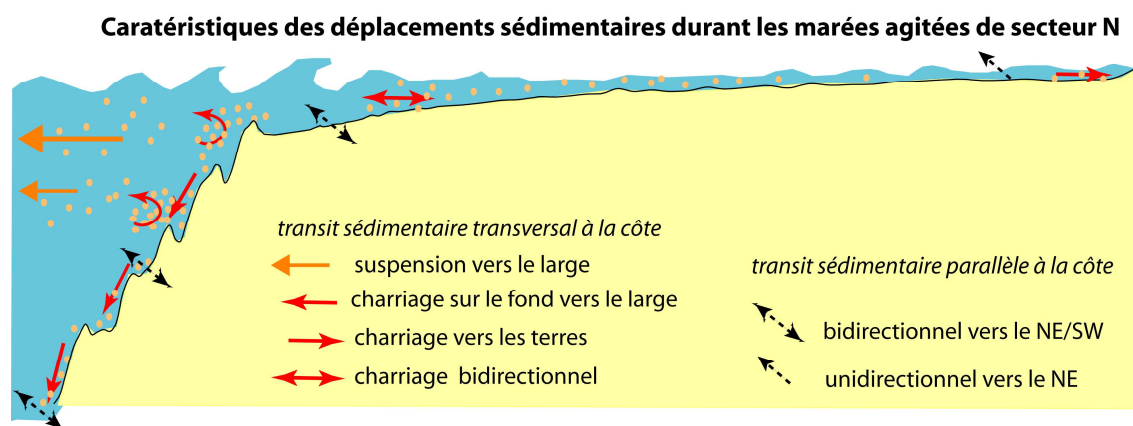 Caratéristiques des déplacements sédimentaires durant les marées agitées de secteur N
transit sédimentaire transversal à la côte
suspension vers le large
charriage sur le fond vers le large
charriage vers les terres
charriage bidirectionnel
transit sédimentaire parallèle à la côte
bidirectionnel vers le NE/SW
unidirectionnel vers le NE